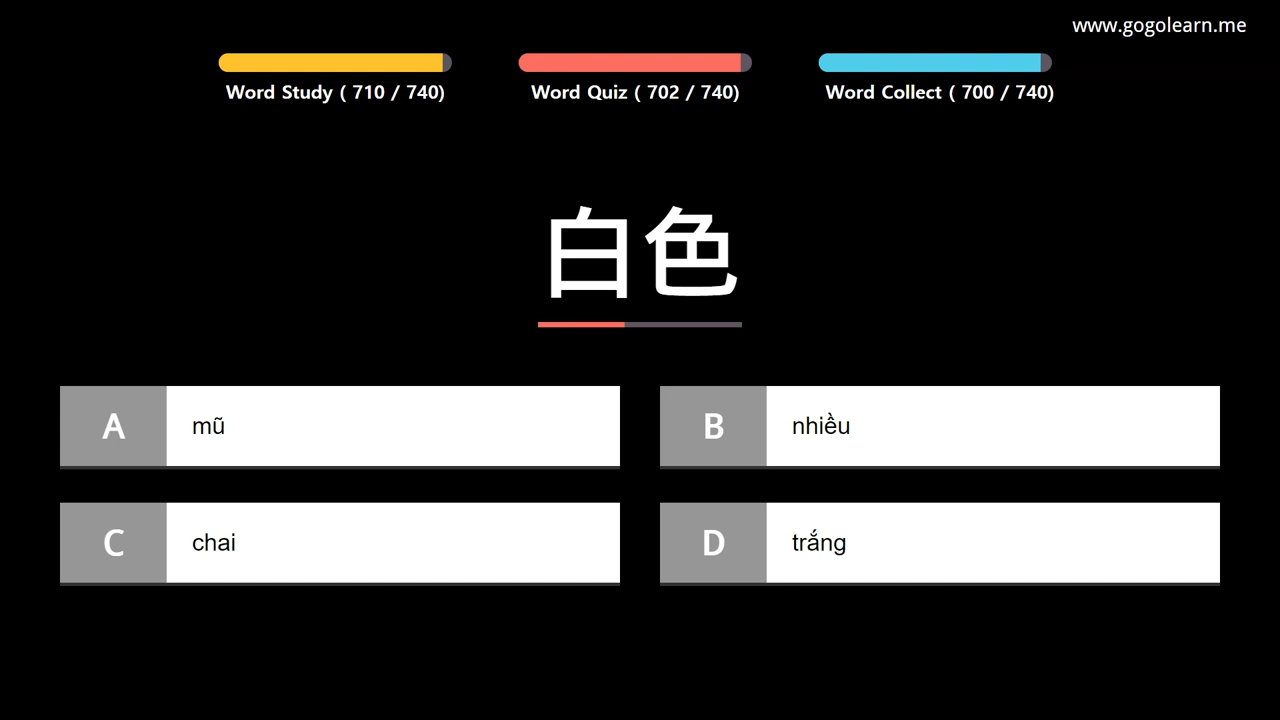 www.gogolearn.me
Word Study ( 710 / 740)
Word Quiz ( 702 / 740)
Word Collect ( 700 / 740)
白色
A mũ
B nhiều
C chai
D trắng